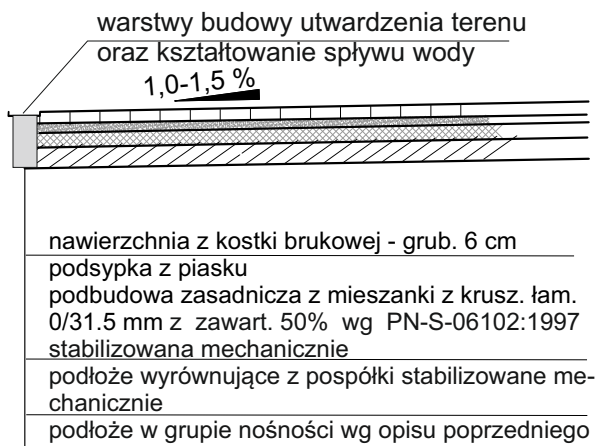 warstwy budowy utwardzenia terenu
oraz kształtowanie spływu wody
1,0-1,5 %
nawierzchnia z kostki brukowej - grub. 6 cm
podsypka z piasku
podbudowa zasadnicza z mieszanki z krusz. łam.
0/31.5 mm z zawart. 50% wg PN-S-06102:1997
stabilizowana mechanicznie
podłoże wyrównujące z pospółki stabilizowane me-
chanicznie
podłoże w grupie nośności wg opisu poprzedniego